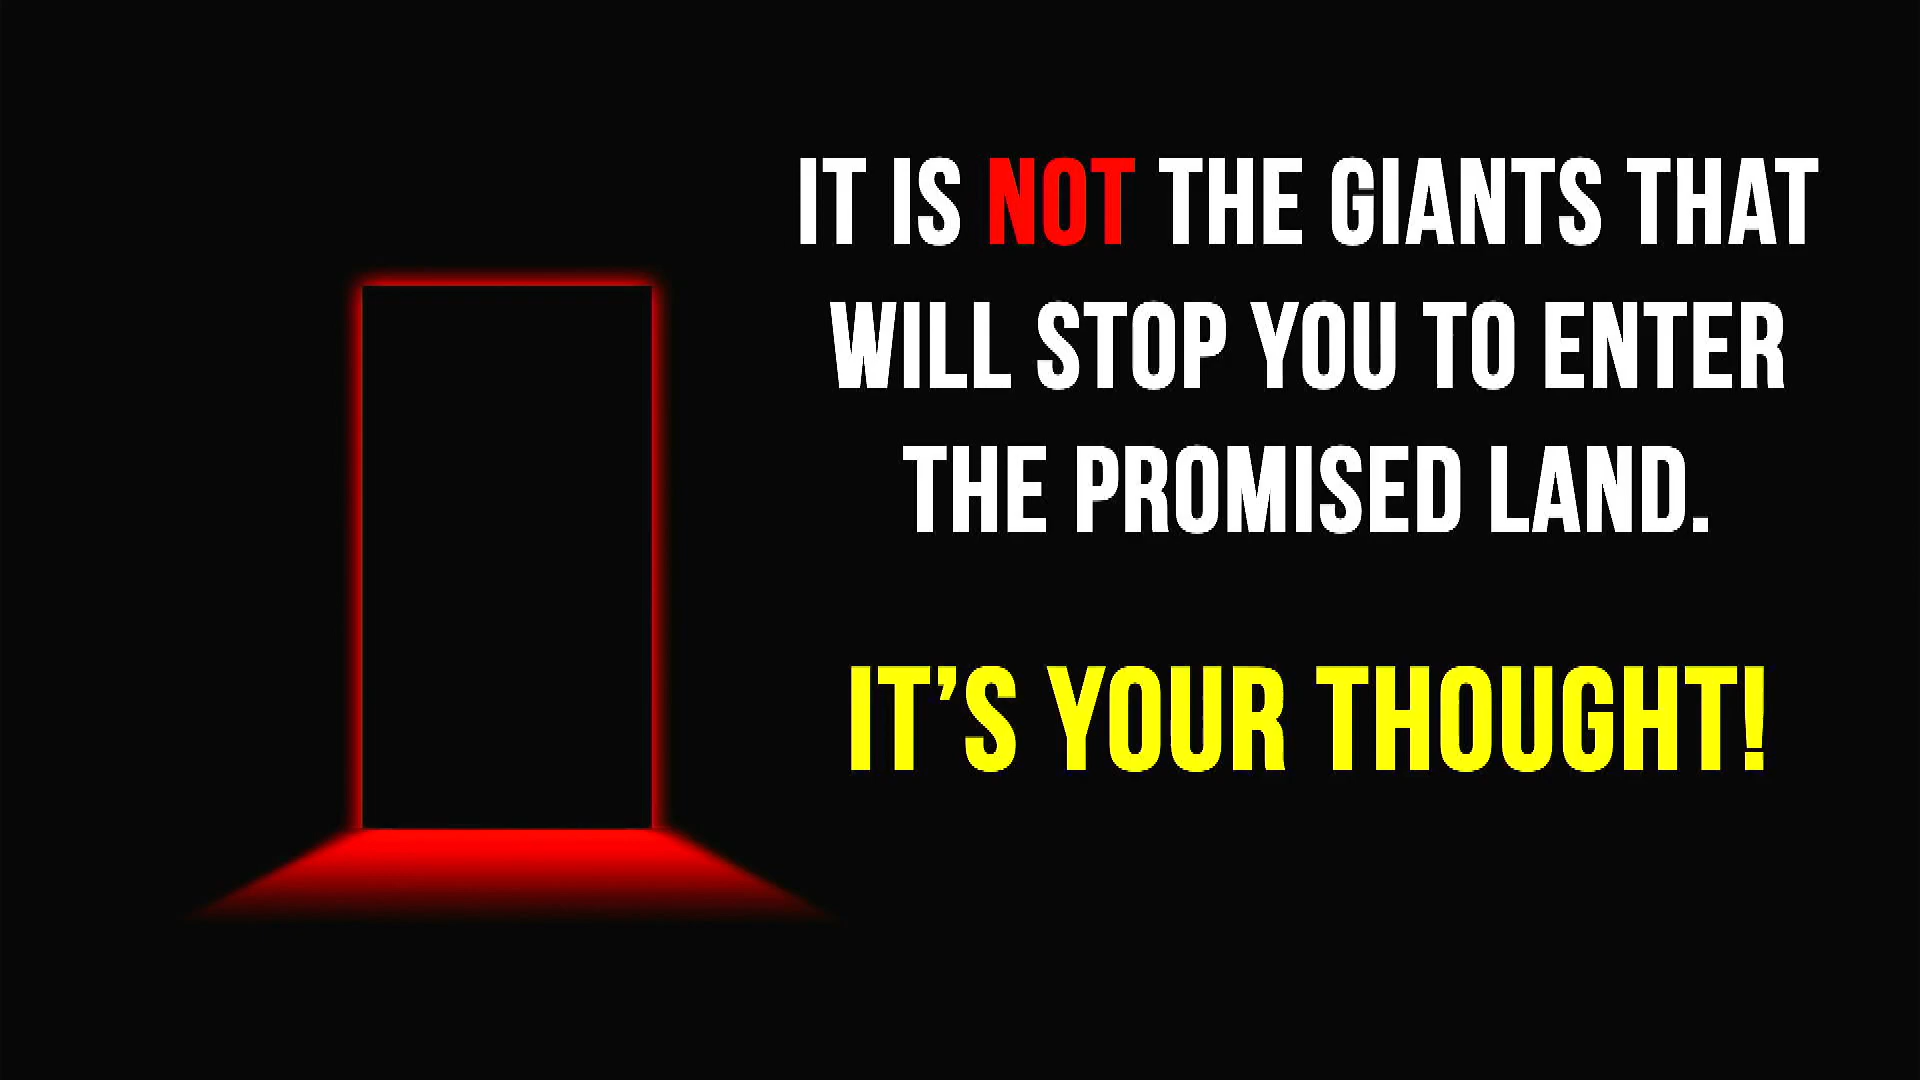 IT IS NOT THE GIANTS THAT
WILL STOP YOU TO ENTER
THE PROMISED LAND.
IT'S YOUR THOUGHT!